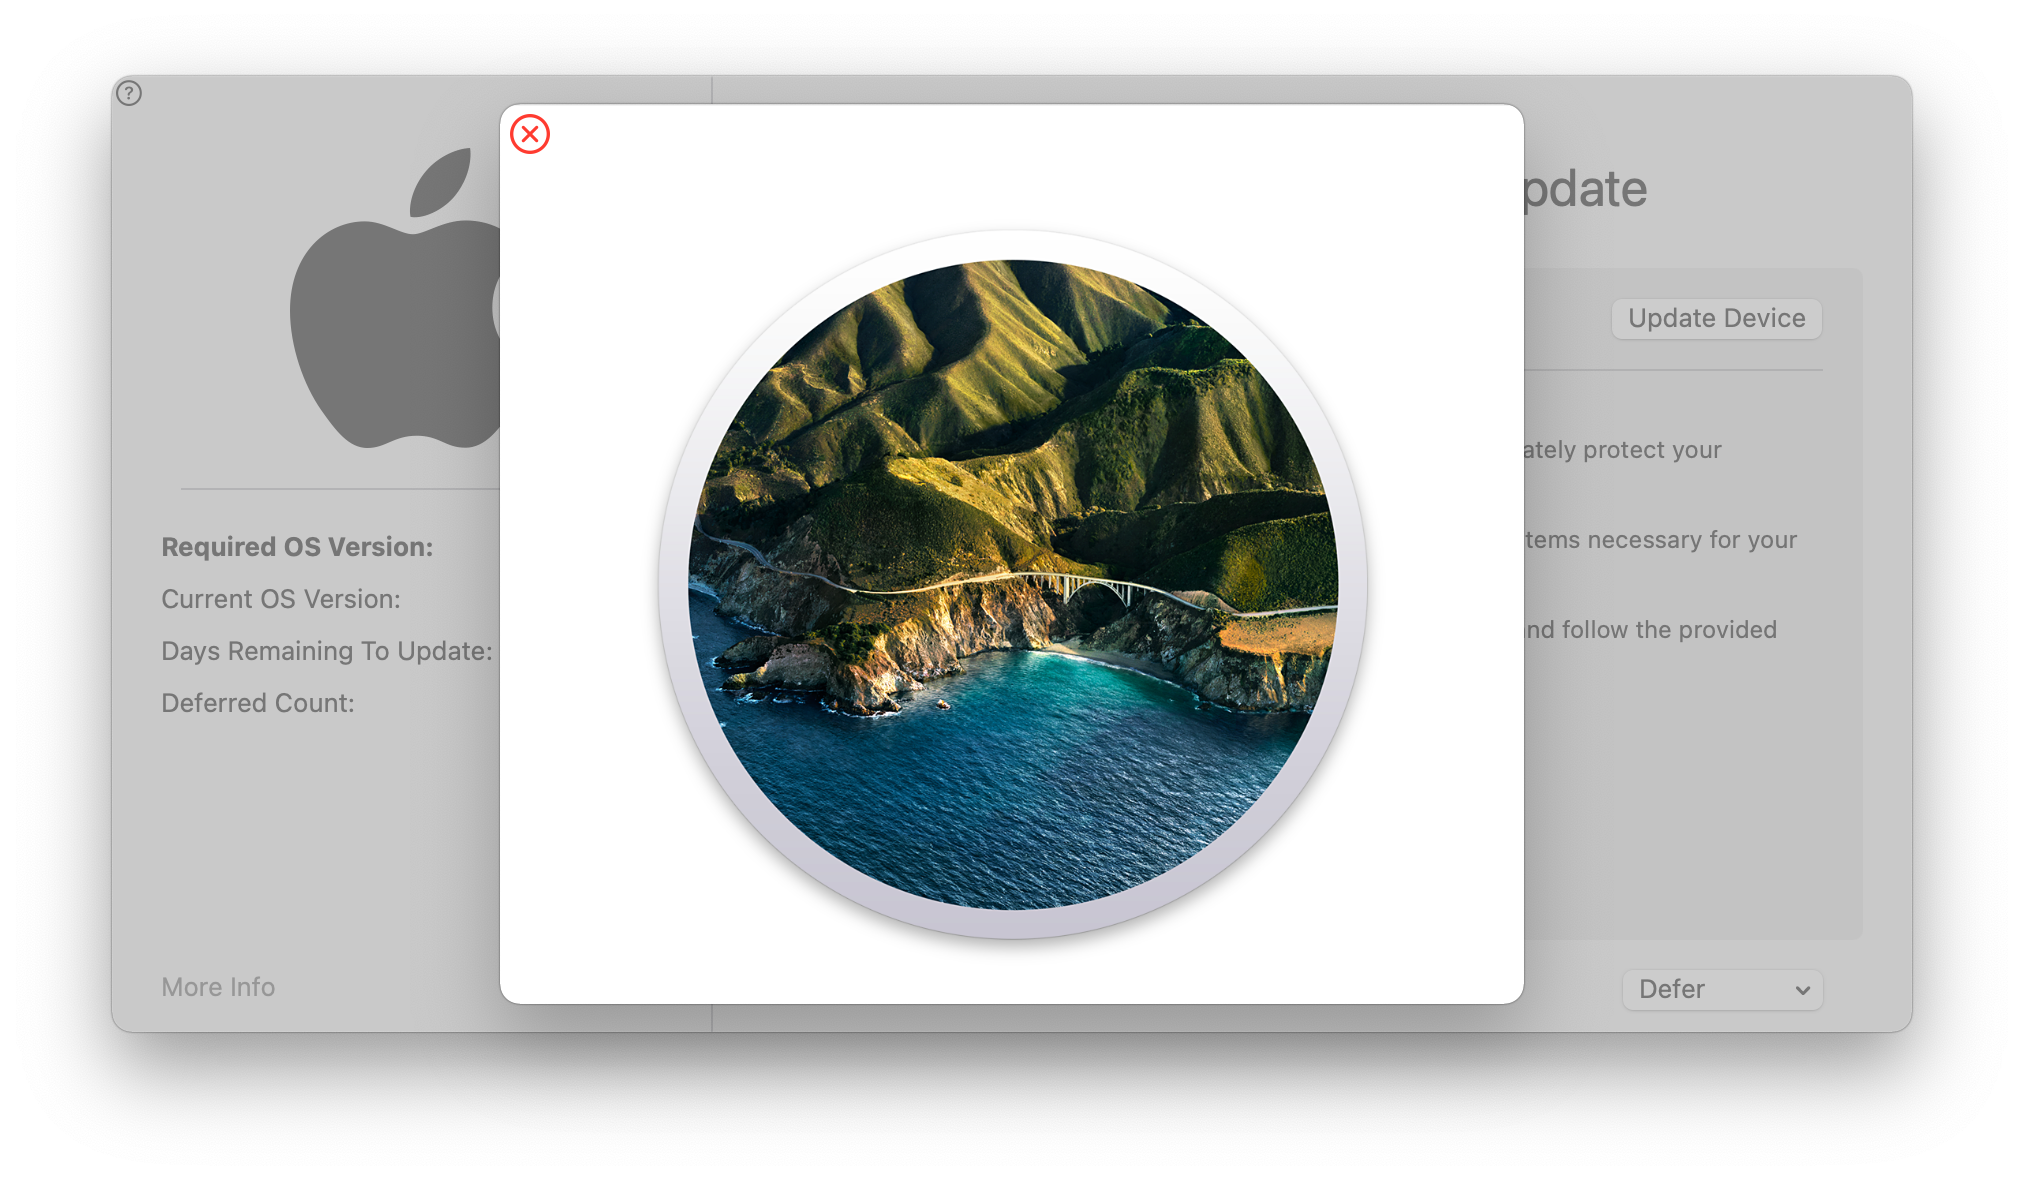 ?
pdate
Update Device
ately protect your
Required OS Version:
tems necessary for your
Current OS Version:
nd follow the provided
Days Remaining To Update:
Deferred Count:
More Info
Defer